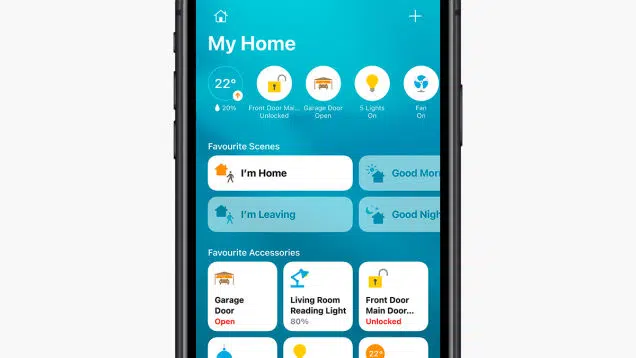 My Home
22°
20%
Front Door Mai...
Unlocked
Garage Door
Open
5 Lights
On
Fan
On
Favourite Scenes
I'm Home
Good Mor
I'm Leaving
Good Nigh
Favourite Accessories
Garage
Door
Open
Living Room
Reading Light
80%
Front Door
Main Door...
Unlocked
22°